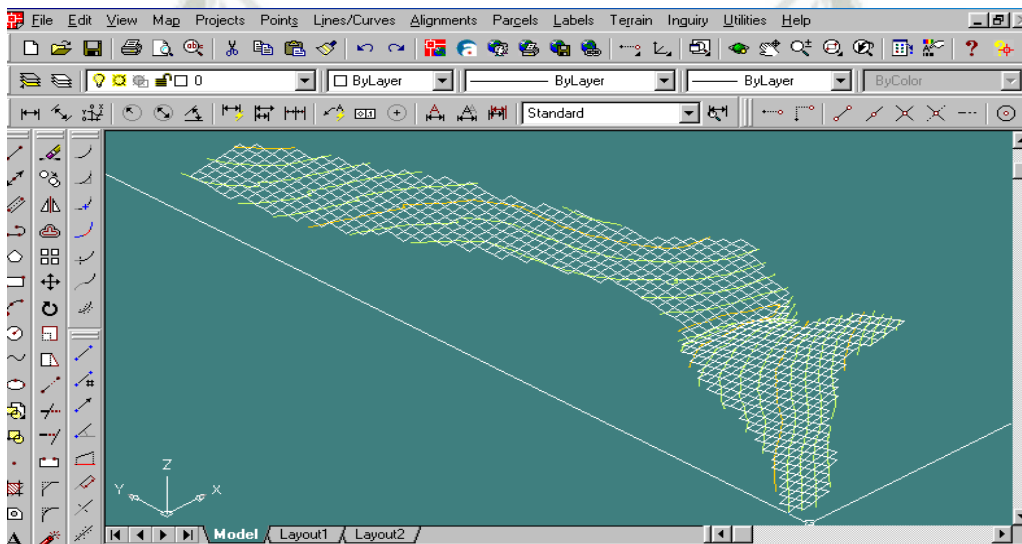 File Edit View Map Projects Points Lines/Curves Alignments Parcels Labels Terrain Inquiry Utilities Help
0 ByLayer ByLayer ByLayer ByColor
Standard
Z
Y X
Model Layout1 Layout2